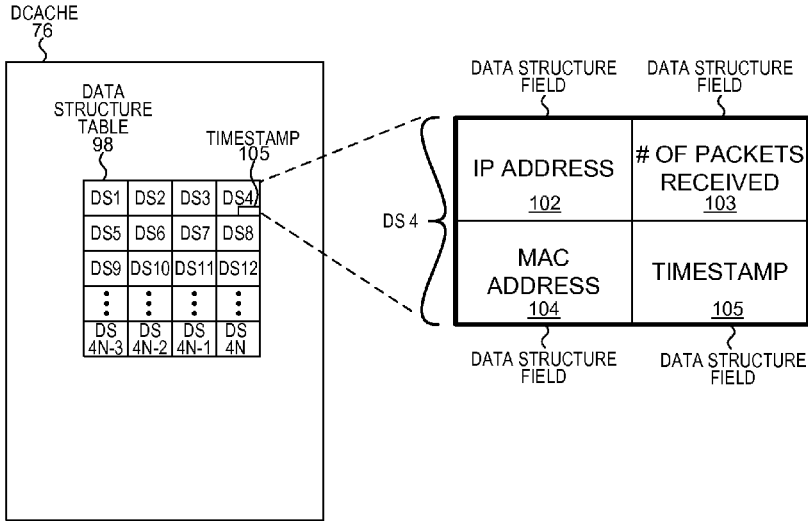 DCACHE
76
DATA
STRUCTURE
TABLE
98
TIMESTAMP
105
DS1 DS2 DS3 DS4
DS5 DS6 DS7 DS8
DS9 DS10 DS11 DS12
DS DS DS DS
4N-3 4N-2 4N-1 4N
DS 4
DATA STRUCTURE
FIELD
DATA STRUCTURE
FIELD
IP ADDRESS
102
# OF PACKETS
RECEIVED
103
MAC
ADDRESS
104
TIMESTAMP
105
DATA STRUCTURE
FIELD
DATA STRUCTURE
FIELD